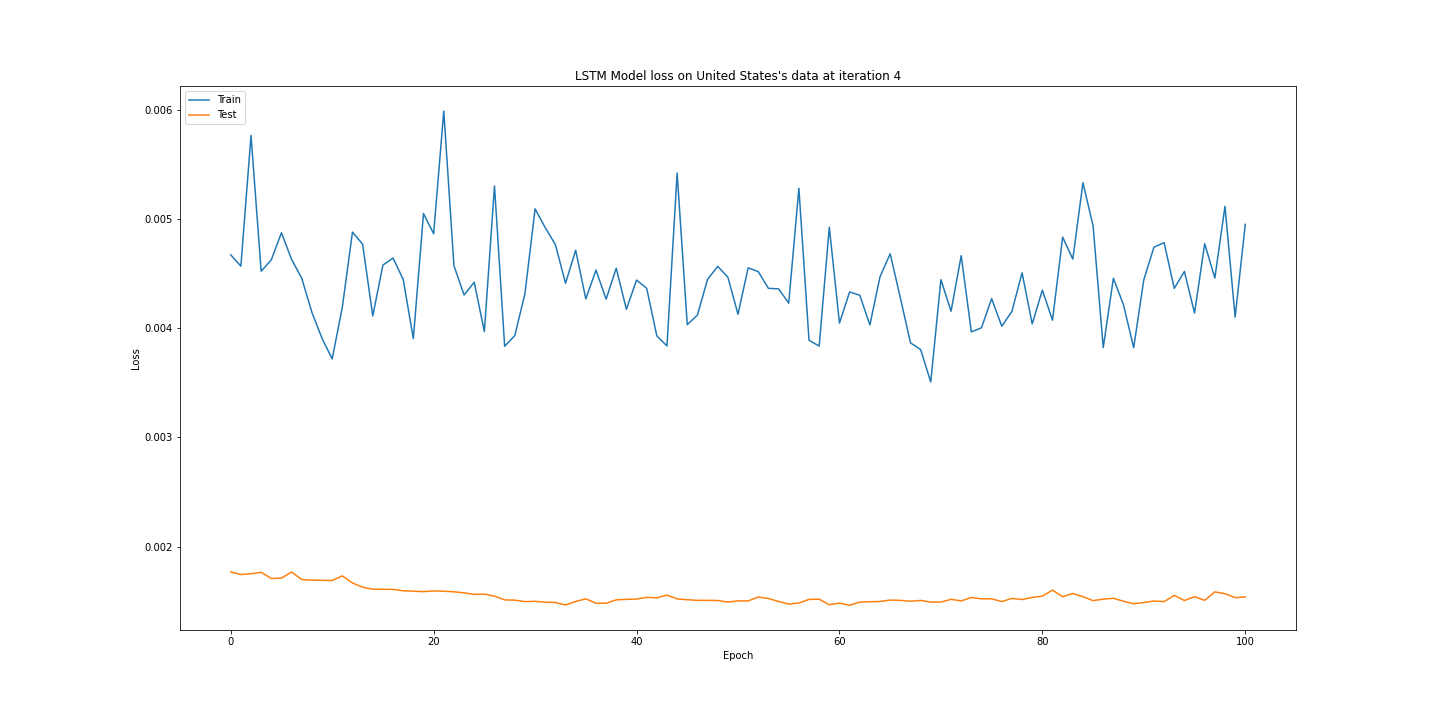 LSTM Model loss on United States's data at iteration 4
Train
Test
0.006
0.005
0.004
0.003
0.002
Loss
0 20 40 60 80 100
Epoch